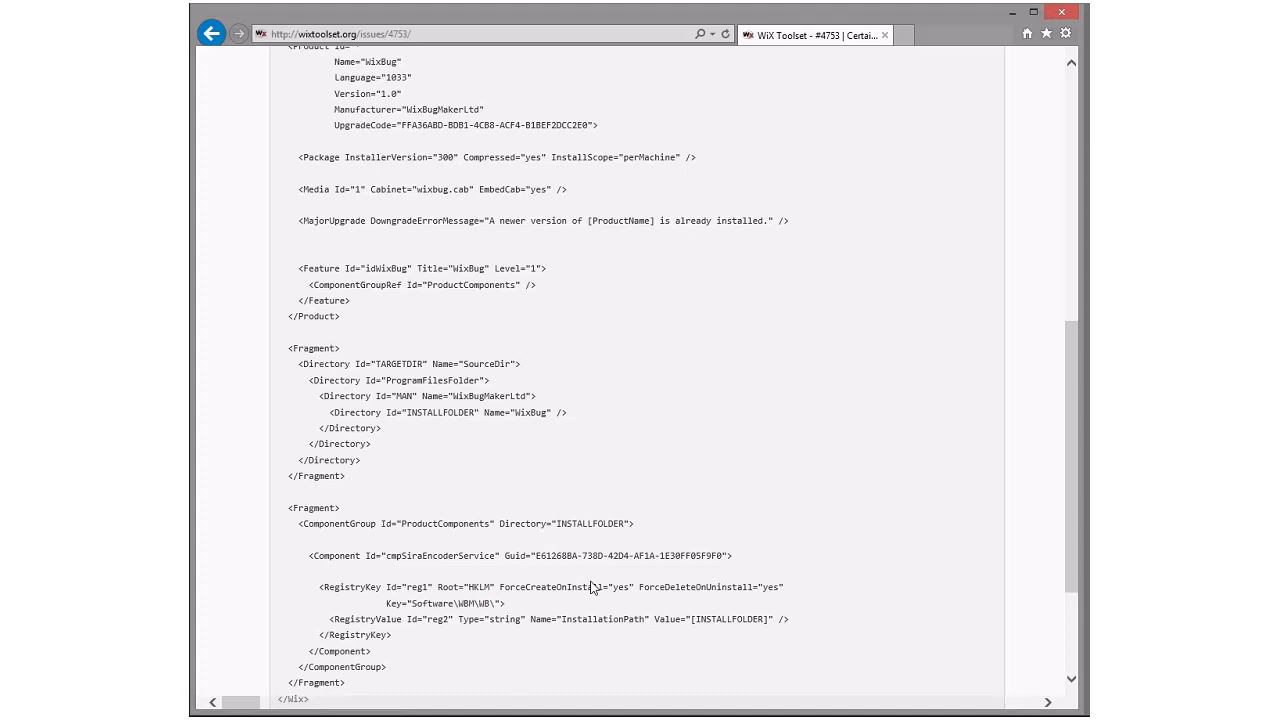 http://wixtoolset.org/issues/4753/
WiX Toolset - #4753 | Certai...
<Product Id="*"
Name="WixBug"
Language="1033"
Version="1.0"
Manufacturer="WixBugMakerLtd"
UpgradeCode="FFA36ABD-BDB1-4CB8-ACF4-B1BEF2DCC2E0">
<Package InstallerVersion="300" Compressed="yes" InstallScope="perMachine" />
<Media Id="1" Cabinet="wixbug.cab" EmbedCab="yes" />
<MajorUpgrade DowngradeErrorMessage="A newer version of [ProductName] is already installed." />
<Feature Id="idWixBug" Title="WixBug" Level="1">
<ComponentGroupRef Id="ProductComponents" />
</Feature>
</Product>
<Fragment>
<Directory Id="TARGETDIR" Name="SourceDir">
<Directory Id="ProgramFilesFolder">
<Directory Id="MAN" Name="WixBugMakerLtd">
<Directory Id="INSTALLFOLDER" Name="WixBug" />
</Directory>
</Directory>
</Directory>
</Fragment>
<Fragment>
<ComponentGroup Id="ProductComponents" Directory="INSTALLFOLDER">
<Component Id="cmpSiraEncoderService" Guid="E61268BA-738D-42D4-AF1A-1E30FF05F9F0">
<RegistryKey Id="reg1" Root="HKLM" ForceCreateOnInstall="yes" ForceDeleteOnUninstall="yes"
Key="Software\WBM\WB\">
<RegistryValue Id="reg2" Type="string" Name="InstallationPath" Value="[INSTALLFOLDER]" />
</RegistryKey>
</Component>
</ComponentGroup>
</Fragment>
</Wix>